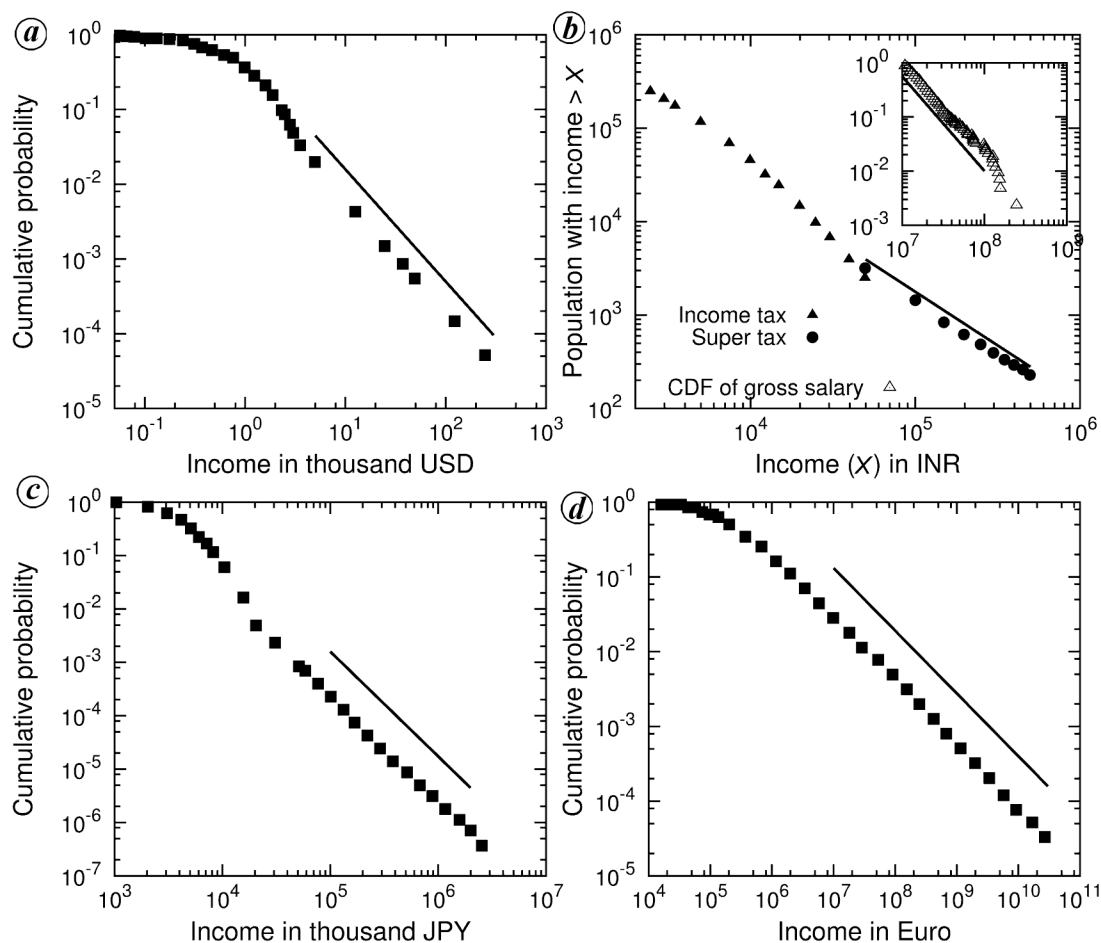 a
10^0
10^-1
10^-2
10^-3
10^-4
10^-5
Cumulative probability
10^-1 10^0 10^1 10^2 10^3
Income in thousand USD
b
10^6
10^5
10^4
10^3
10^2
Population with income > X
10^0
10^-1
10^-2
10^-3
10^7 10^8 10^9
Income tax
Super tax
CDF of gross salary
10^4 10^5 10^6
Income (X) in INR
c
10^0
10^-1
10^-2
10^-3
10^-4
10^-5
10^-6
10^-7
Cumulative probability
10^3 10^4 10^5 10^6 10^7
Income in thousand JPY
d
10^0
10^-1
10^-2
10^-3
10^-4
10^-5
Cumulative probability
10^4 10^5 10^6 10^7 10^8 10^9 10^10 10^11
Income in Euro